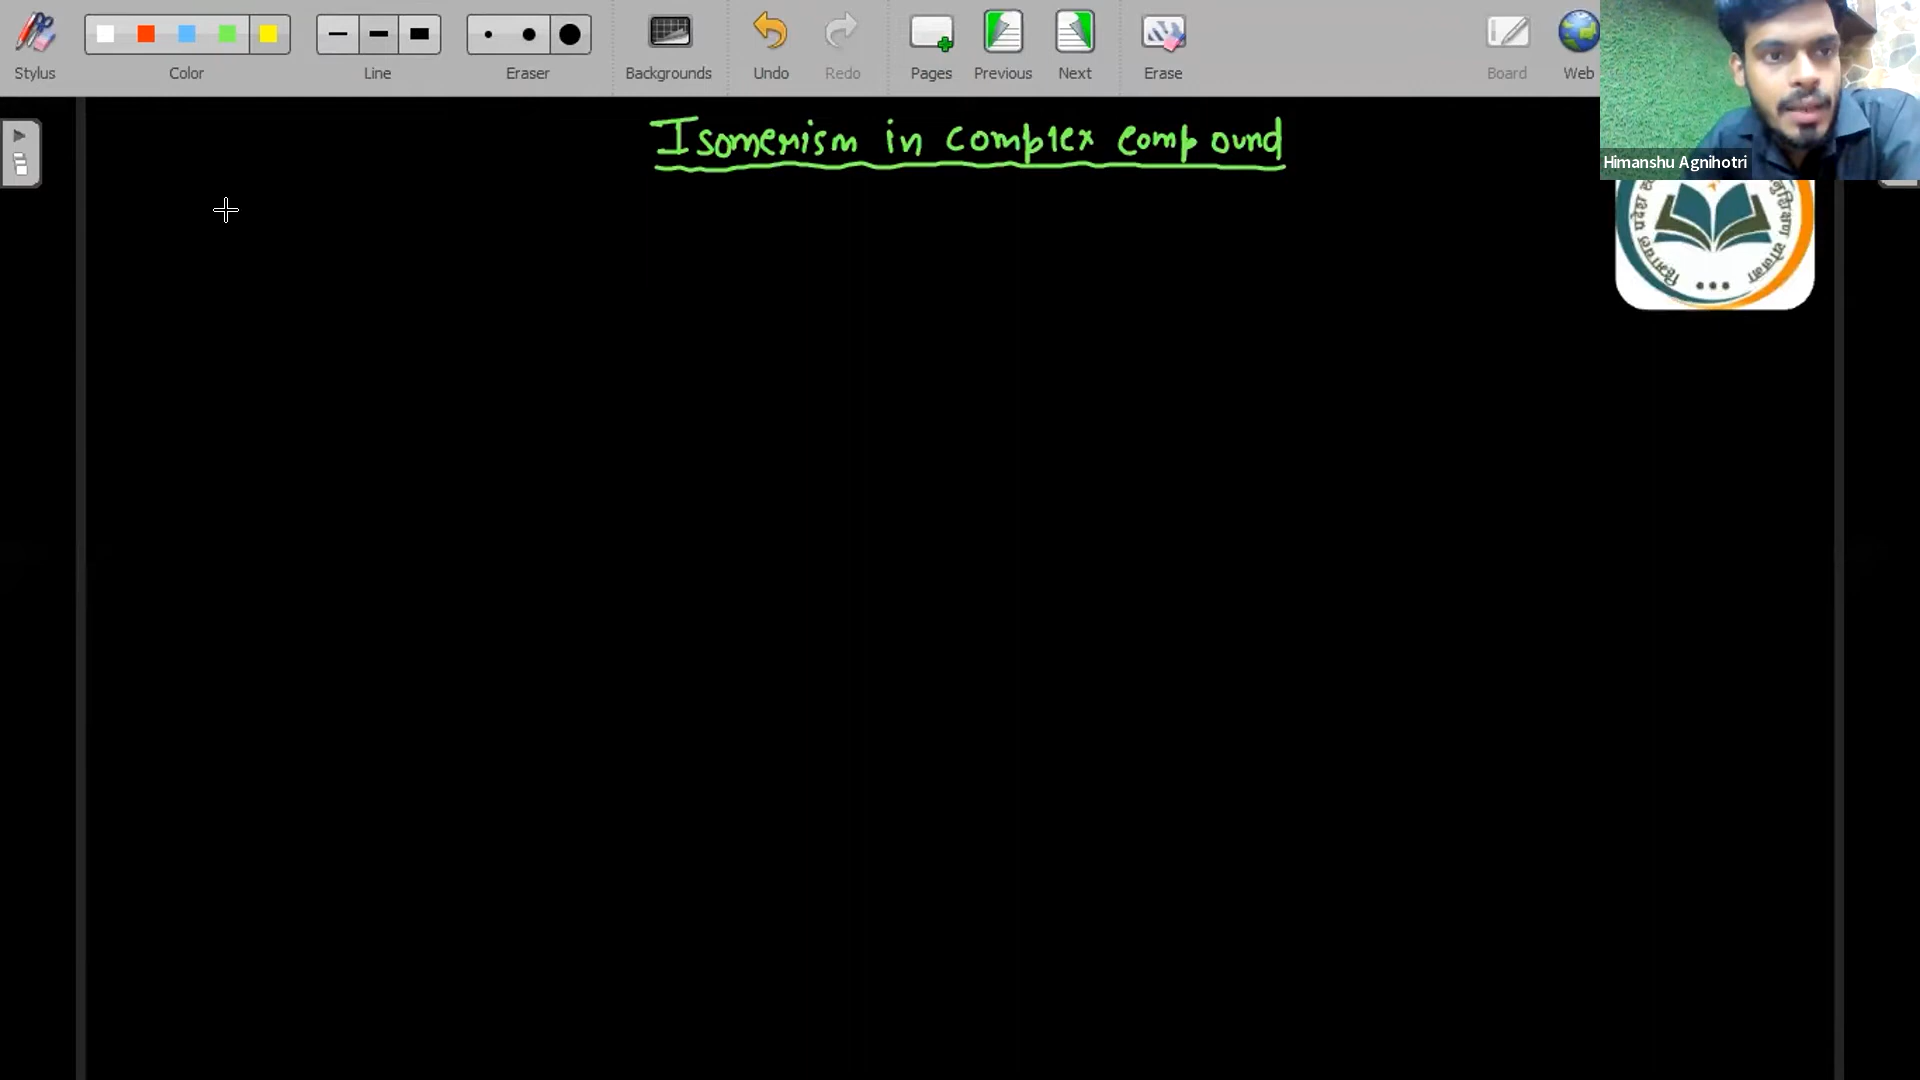 Stylus
Color
Line
Eraser
Backgrounds
Undo
Redo
Pages
Previous
Next
Erase
Board
Web
Himanshu Agnihotri
Isomerism in complex compound